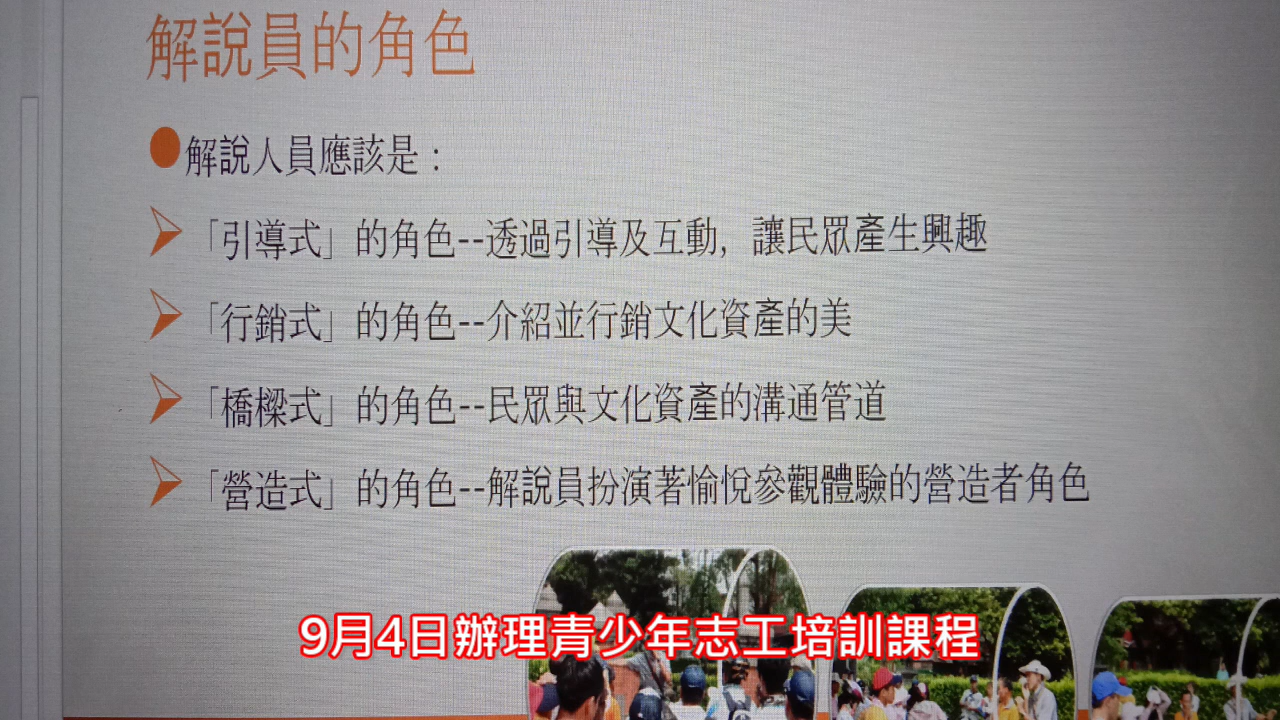 解說員的角色
解說人員應該是：
「引導式」的角色--透過引導及互動，讓民眾產生興趣
「行銷式」的角色--介紹並行銷文化資產的美
「橋樑式」的角色--民眾與文化資產的溝通管道
「營造式」的角色--解說員扮演著愉悅參觀體驗的營造者角色
9月4日辦理青少年志工培訓課程